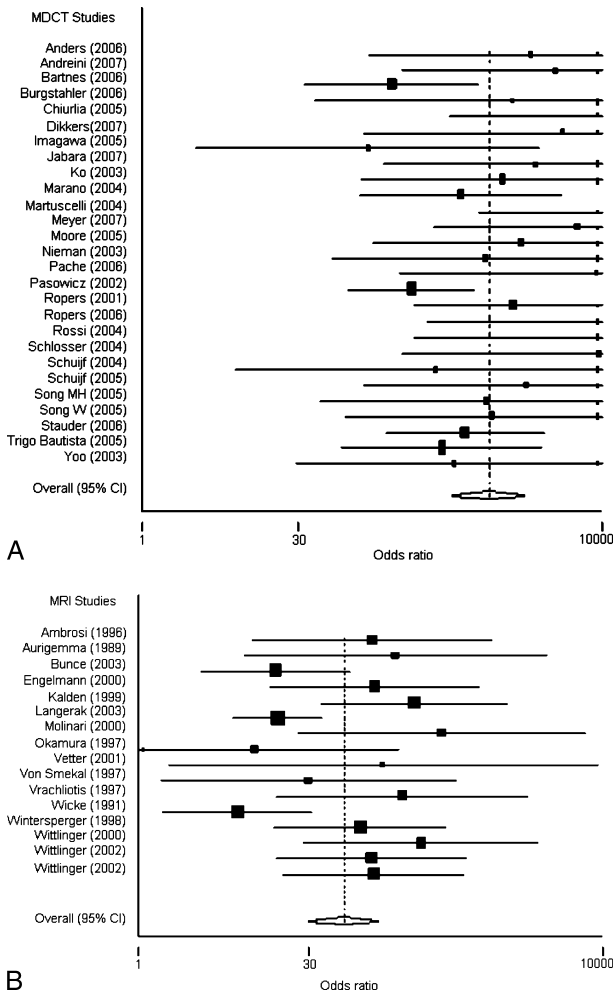 MDCT Studies
Anders (2006)
Andreini (2007)
Bartnes (2006)
Burgstahler (2006)
Chiurlia (2005)
Dikkers(2007)
Imagawa (2005)
Jabara (2007)
Ko (2003)
Marano (2004)
Martuscelli (2004)
Meyer (2007)
Moore (2005)
Nieman (2003)
Pache (2006)
Pasowicz (2002)
Ropers (2001)
Ropers (2006)
Rossi (2004)
Schlosser (2004)
Schuijf (2004)
Schuijf (2005)
Song MH (2005)
Song W (2005)
Stauder (2006)
Trigo Bautista (2005)
Yoo (2003)
Overall (95% CI)
1
30
10000
Odds ratio
A
MRI Studies
Ambrosi (1996)
Aurigemma (1989)
Bunce (2003)
Engelmann (2000)
Kalden (1999)
Langerak (2003)
Molinari (2000)
Okamura (1997)
Vetter (2001)
Von Smekal (1997)
Vrachliotis (1997)
Wicke (1991)
Wintersperger (1998)
Wittlinger (2000)
Wittlinger (2002)
Wittlinger (2002)
Overall (95% CI)
1
30
10000
Odds ratio
B